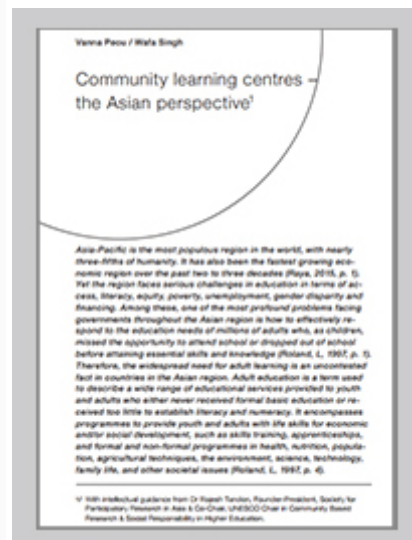 Vanna Peou / Wafa Singh
Community learning centres –
the Asian perspective¹
Asia-Pacific is the most populous region in the world, with nearly
three-fifths of humanity. It has also been the fastest growing eco-
nomic region over the past two to three decades (Raya, 2015, p. 1).
Yet the region faces serious challenges in education in terms of ac-
cess, literacy, equity, poverty, unemployment, gender disparity and
financing. Among these, one of the most profound problems facing
governments throughout the Asian region is how to effectively re-
spond to the education needs of millions of adults who, as children,
missed the opportunity to attend school or dropped out of school
before attaining essential skills and knowledge (Roland, L, 1997, p. 1).
Therefore, the widespread need for adult learning is an uncontested
fact in countries in the Asian region. Adult education is a term used
to describe a wide range of educational services provided to youth
and adults who either never received formal basic education or re-
ceived too little to establish literacy and numeracy. It encompasses
programmes to provide youth and adults with life skills for economic
and/or social development, such as skills training, apprenticeships,
and formal and non-formal programmes in health, nutrition, popula-
tion, agricultural techniques, the environment, science, technology,
family life, and other societal issues (Roland, L, 1997, p. 4).
1/ With intellectual guidance from Dr Rajesh Tandon, Founder-President, Society for
Participatory Research in Asia & Co-Chair, UNESCO Chair in Community Based
Research & Social Responsibility in Higher Education.